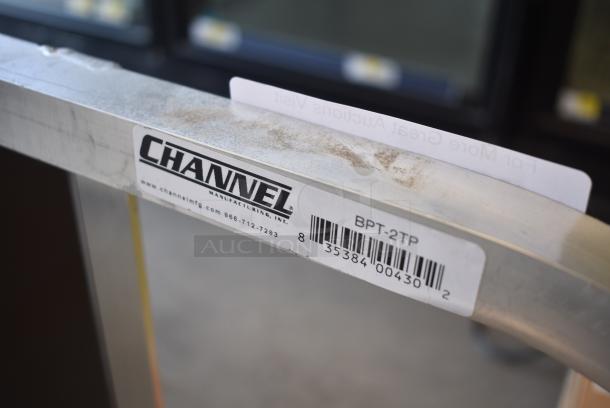 For More Great Auctions Visit
CHANNEL
MANUFACTURING, INC.
www.channelmfg.com 866-712-7283
BPT-2TP
8 35384 00430 2
AUCTION